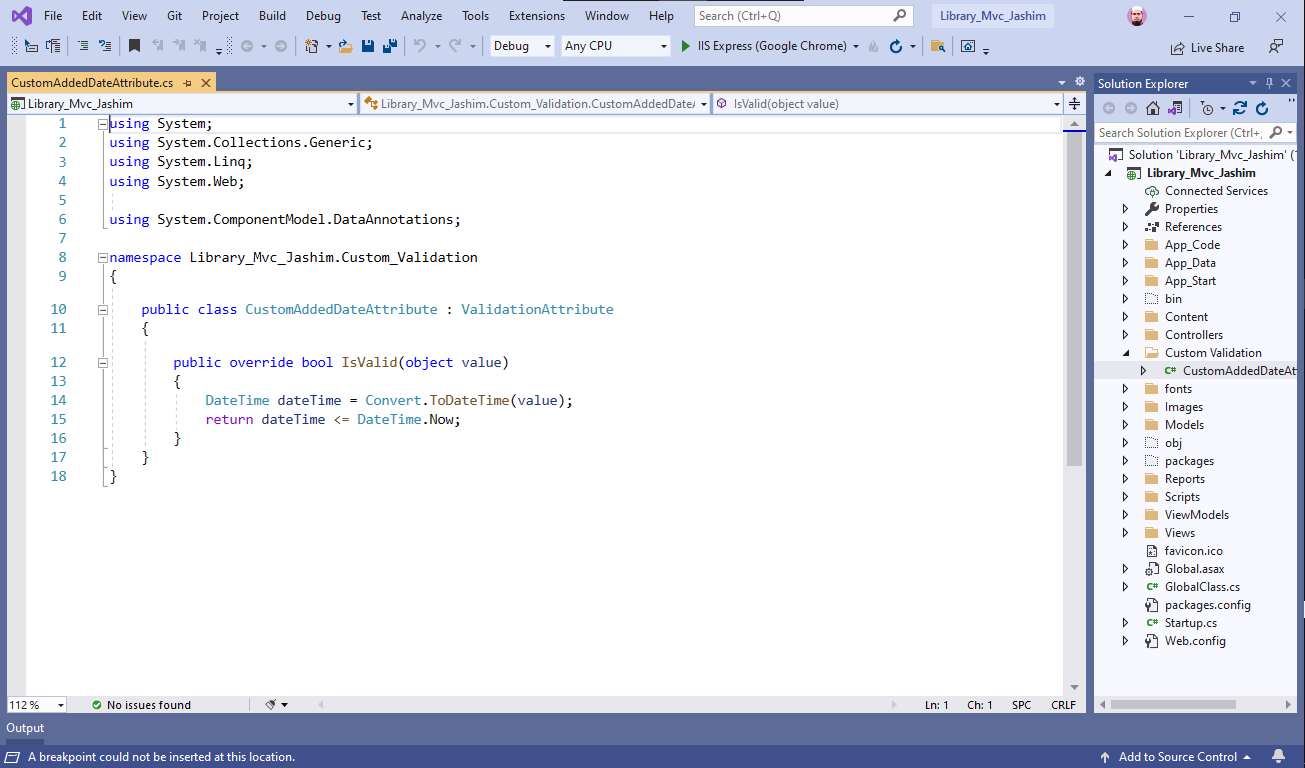 File Edit View Git Project Build Debug Test Analyze Tools Extensions Window Help Search (Ctrl+Q) Library_Mvc_Jashim
Debug Any CPU IIS Express (Google Chrome) Live Share
CustomAddedDateAttribute.cs
Library_Mvc_Jashim Library_Mvc_Jashim.Custom_Validation.CustomAddedDateA IsValid(object value)
1 using System;
2 using System.Collections.Generic;
3 using System.Linq;
4 using System.Web;
5
6 using System.ComponentModel.DataAnnotations;
7
8 namespace Library_Mvc_Jashim.Custom_Validation
9 {
10 public class CustomAddedDateAttribute : ValidationAttribute
11 {
12 public override bool IsValid(object value)
13 {
14 DateTime dateTime = Convert.ToDateTime(value);
15 return dateTime <= DateTime.Now;
16 }
17 }
18 }
112 % No issues found Ln: 1 Ch: 1 SPC CRLF
Solution Explorer
Search Solution Explorer (Ctrl+;
Solution 'Library_Mvc_Jashim' (1
Library_Mvc_Jashim
Connected Services
Properties
References
App_Code
App_Data
App_Start
bin
Content
Controllers
Custom Validation
C# CustomAddedDateAtt
fonts
Images
Models
obj
packages
Reports
Scripts
ViewModels
Views
favicon.ico
Global.asax
C# GlobalClass.cs
packages.config
C# Startup.cs
Web.config
Output
A breakpoint could not be inserted at this location. Add to Source Control